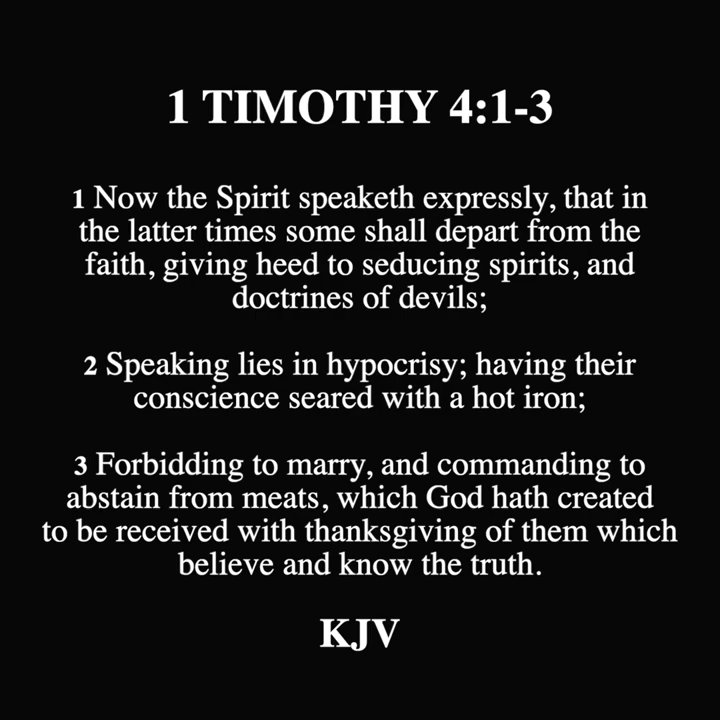 1 TIMOTHY 4:1-3
1 Now the Spirit speaketh expressly, that in
the latter times some shall depart from the
faith, giving heed to seducing spirits, and
doctrines of devils;
2 Speaking lies in hypocrisy; having their
conscience seared with a hot iron;
3 Forbidding to marry, and commanding to
abstain from meats, which God hath created
to be received with thanksgiving of them which
believe and know the truth.
KJV